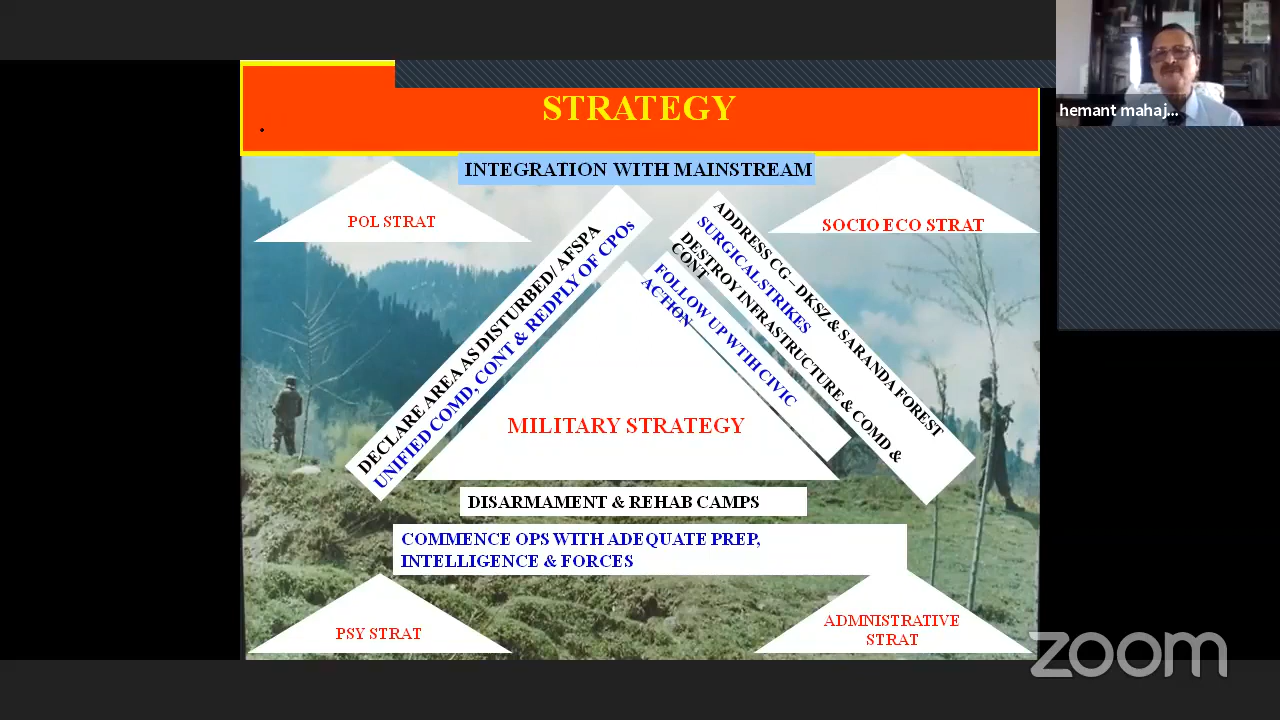 STRATEGY
.
INTEGRATION WITH MAINSTREAM
POL STRAT
SOCIO ECO STRAT
DECLARE AREA AS DISTURBED/ AFSPA
UNIFIED COMD, CONT & REDPLY OF CPOs
ADDRESS CG – DKSZ & SARANDA FOREST
SURGICAL STRIKES
DESTROY INFRASTRUCTURE & COMD &
CONT
FOLLOW UP WTIH CIVIC
ACTION
MILITARY STRATEGY
DISARMAMENT & REHAB CAMPS
COMMENCE OPS WITH ADEQUATE PREP,
INTELLIGENCE & FORCES
PSY STRAT
ADMNISTRATIVE
STRAT
hemant mahaj...
zoom